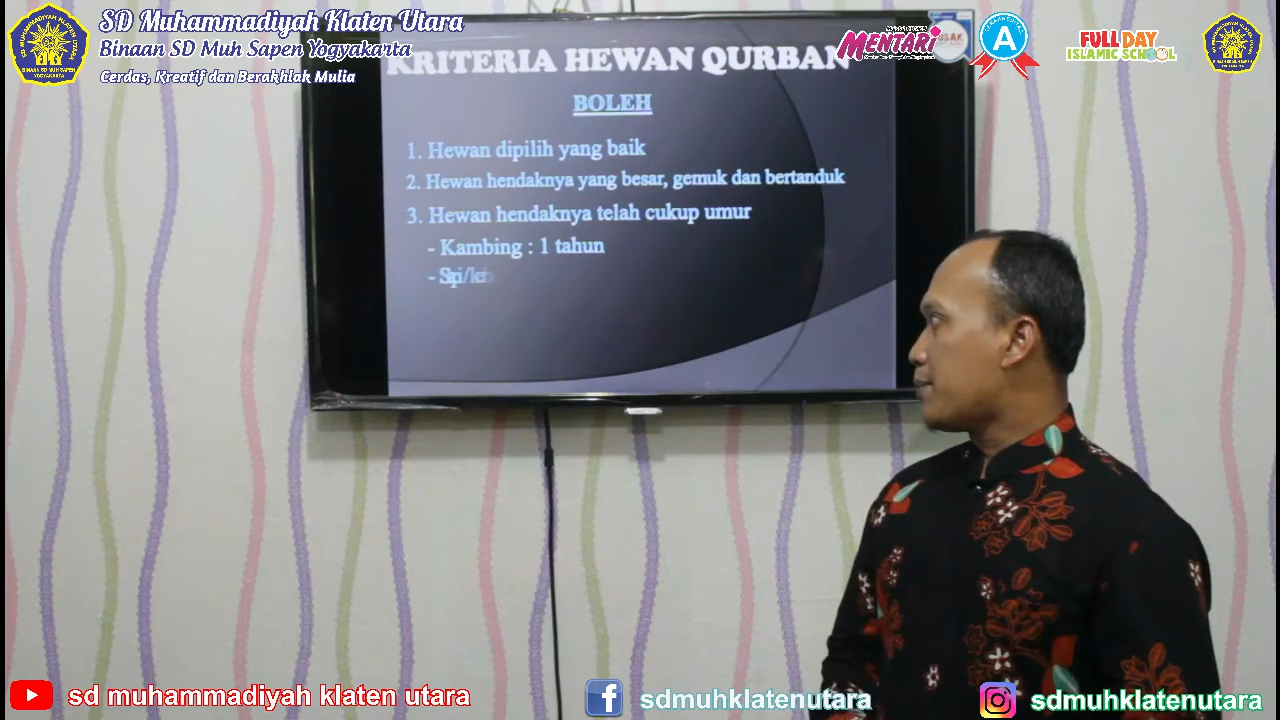 SD Muhammadiyah Klaten Utara
Binaan SD Muh Sapen Yogyakarta
Cerdas, Kreatif dan Berakhlak Mulia
MENTARI
A
FULL DAY
ISLAMIC SCHOOL
KRITERIA HEWAN QURBAN
BOLEH
1. Hewan dipilih yang baik
2. Hewan hendaknya yang besar, gemuk dan bertanduk
3. Hewan hendaknya telah cukup umur
- Kambing : 1 tahun
sd muhammadiyah klaten utara
sdmuhklatenutara
sdmuhklatenutara